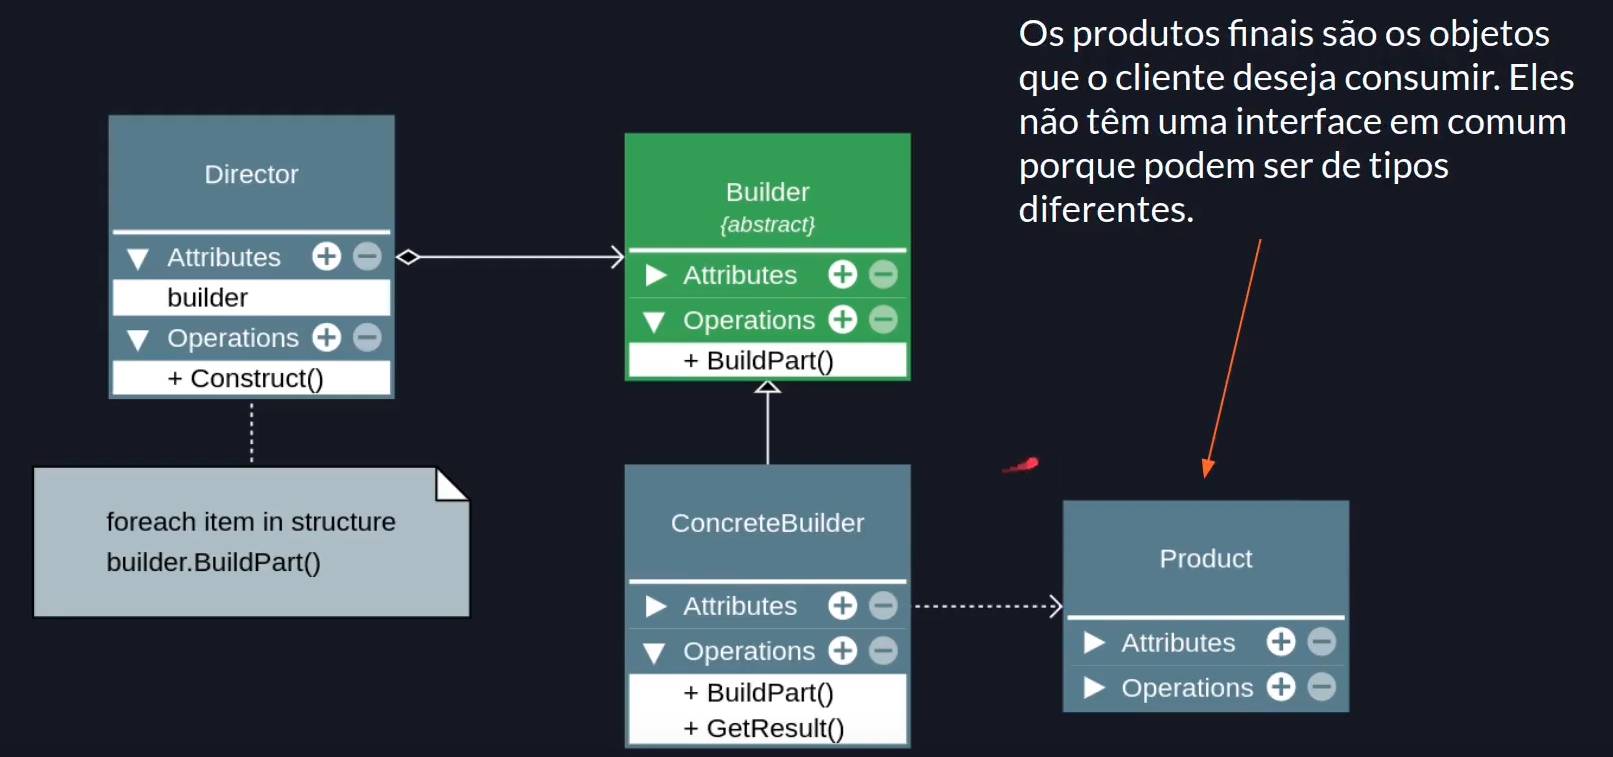 Os produtos finais são os objetos
que o cliente deseja consumir. Eles
não têm uma interface em comum
porque podem ser de tipos
diferentes.
Director
Attributes
builder
Operations
+ Construct()
foreach item in structure
builder.BuildPart()
Builder
{abstract}
Attributes
Operations
+ BuildPart()
ConcreteBuilder
Attributes
Operations
+ BuildPart()
+ GetResult()
Product
Attributes
Operations